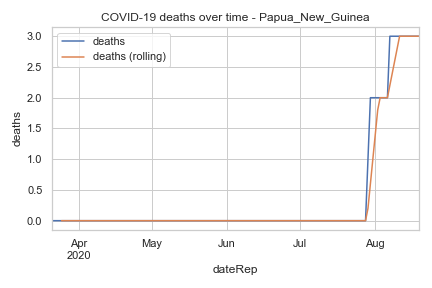 COVID-19 deaths over time - Papua_New_Guinea
deaths
deaths (rolling)
deaths
3.0
2.5
2.0
1.5
1.0
0.5
0.0
Apr
2020
May
Jun
Jul
Aug
dateRep